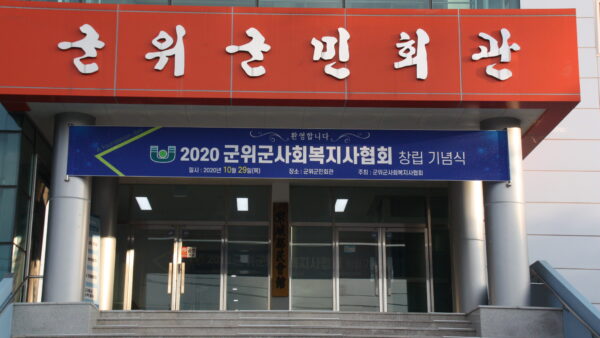 군위군민회관
환영합니다
2020 군위군사회복지사협회 창립 기념식
일시 : 2020년 10월 29일(목) 장소 : 군위군민회관 주최 : 군위군사회복지사협회